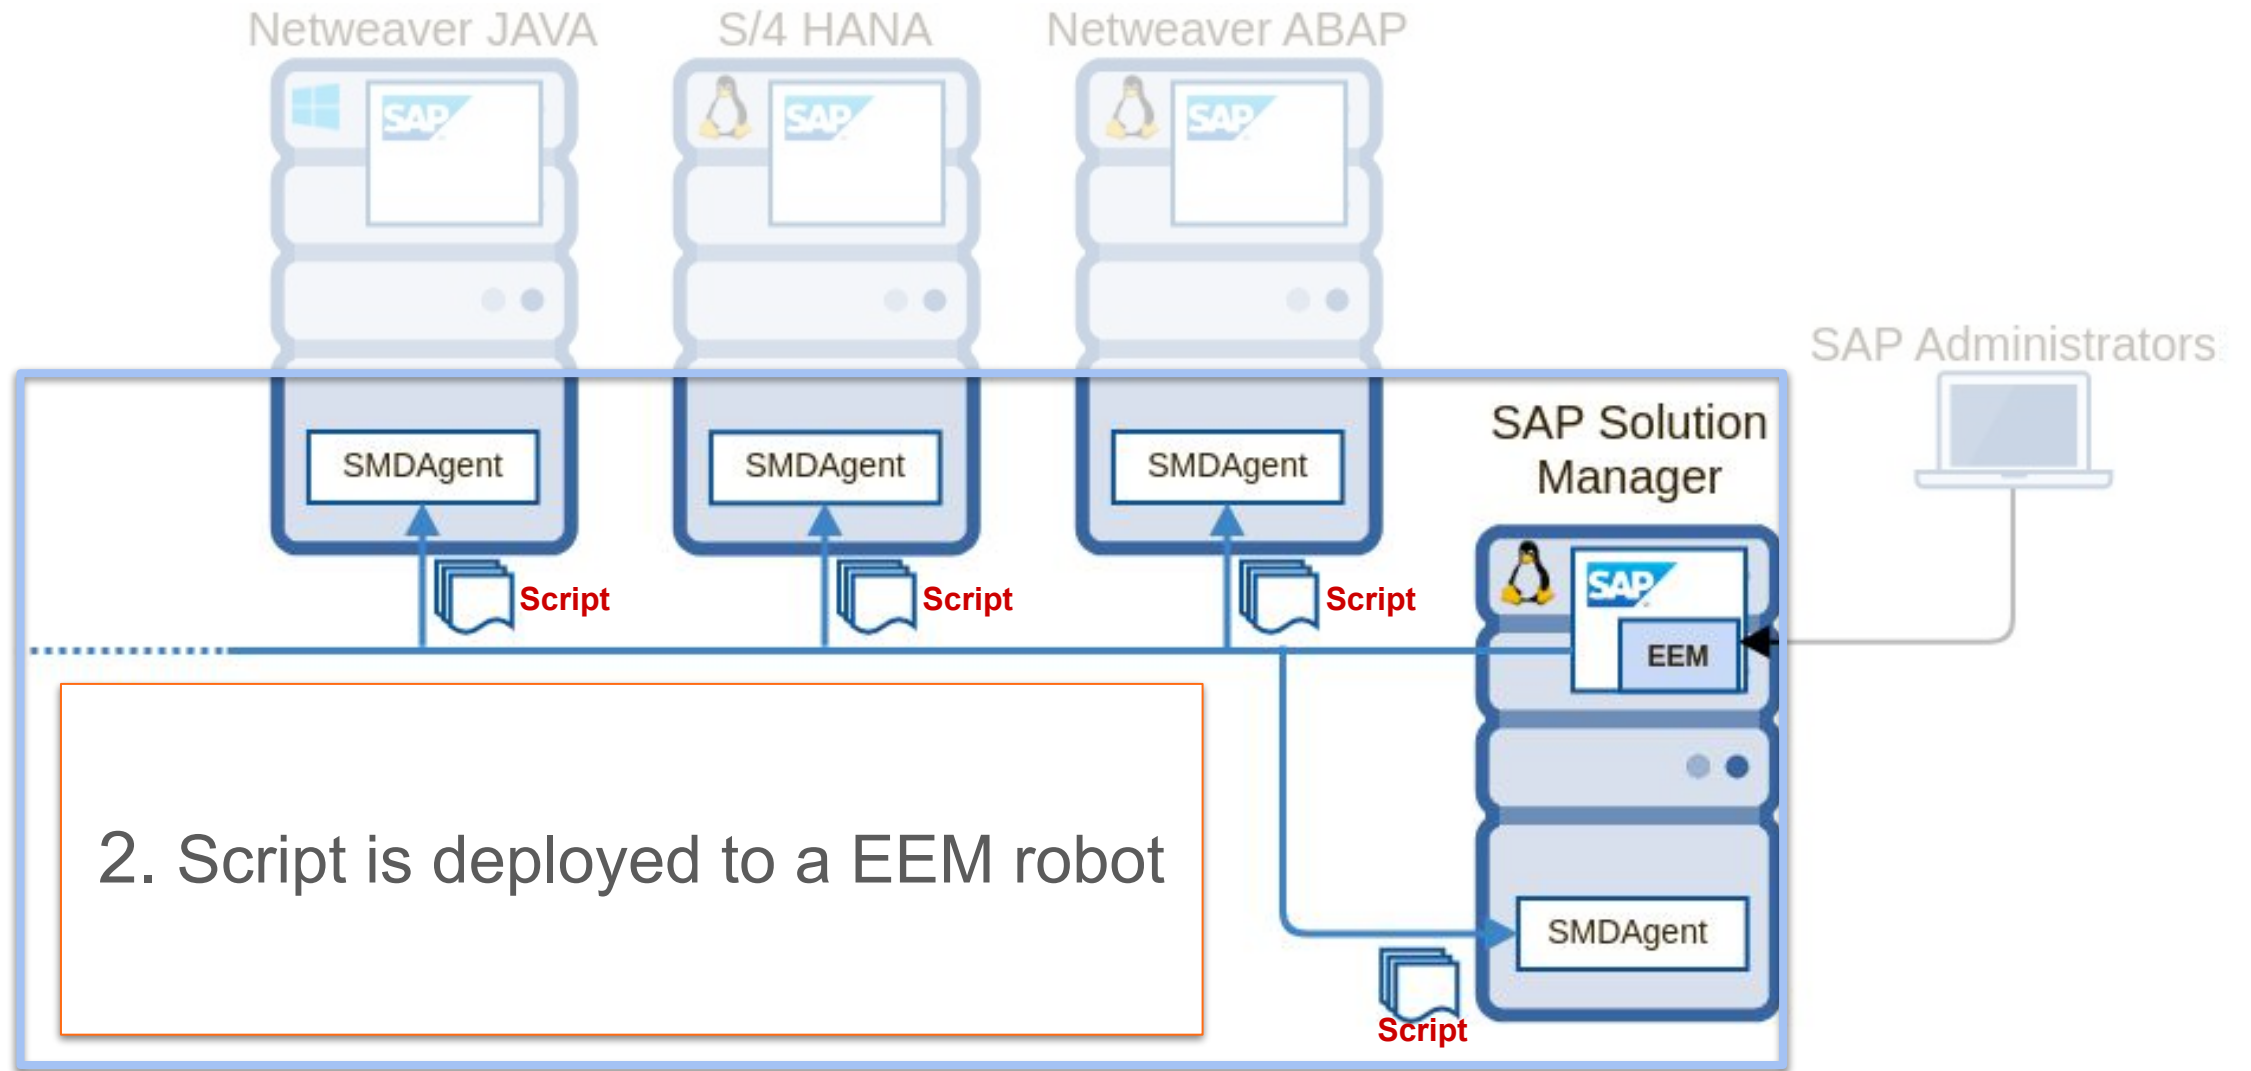 Netweaver JAVA
S/4 HANA
Netweaver ABAP
SAP
SAP
SAP
SAP Administrators
SMDAgent
SMDAgent
SMDAgent
SAP Solution
Manager
Script
Script
Script
SAP
EEM
2. Script is deployed to a EEM robot
SMDAgent
Script